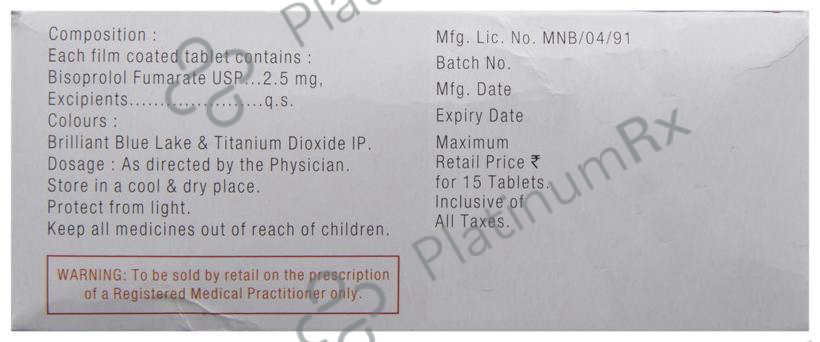 Composition :
Each film coated tablet contains :
Bisoprolol Fumarate USP...2.5 mg,
Excipients.....................q.s.
Colours :
Brilliant Blue Lake & Titanium Dioxide IP.
Dosage : As directed by the Physician.
Store in a cool & dry place.
Protect from light.
Keep all medicines out of reach of children.
WARNING: To be sold by retail on the prescription
of a Registered Medical Practitioner only.
Mfg. Lic. No. MNB/04/91
Batch No.
Mfg. Date
Expiry Date
Maximum
Retail Price ₹
for 15 Tablets.
Inclusive of
All Taxes.
PlatinumRx
PlatinumRx